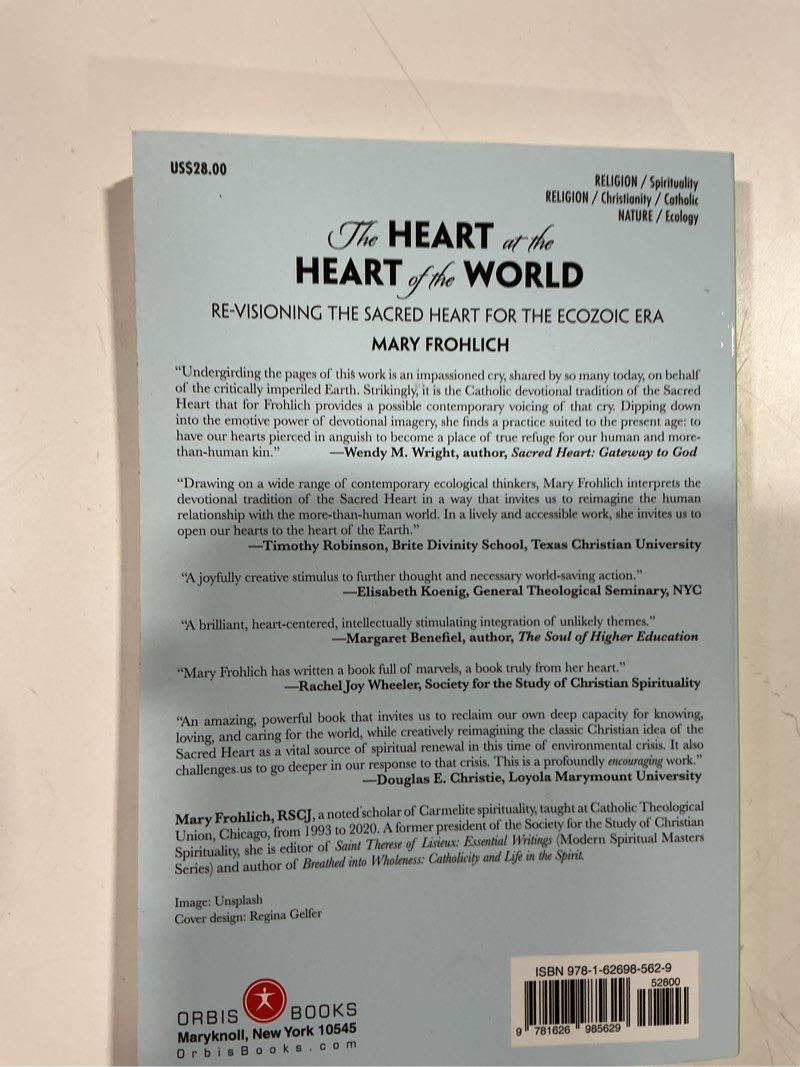 US$28.00
RELIGION / Spirituality
RELIGION / Christianity / Catholic
NATURE / Ecology
The HEART at the
HEART of the WORLD
RE-VISIONING THE SACRED HEART FOR THE ECOZOIC ERA
MARY FROHLICH
“Undergirding the pages of this work is an impassioned cry, shared by so many today, on behalf
of the critically imperiled Earth. Strikingly, it is the Catholic devotional tradition of the Sacred
Heart that for Frohlich provides a possible contemporary voicing of that cry. Dipping down
into the emotive power of devotional imagery, she finds a practice suited to the present age: to
have our hearts pierced in anguish to become a place of true refuge for our human and more-
than-human kin.” —Wendy M. Wright, author, Sacred Heart: Gateway to God
“Drawing on a wide range of contemporary ecological thinkers, Mary Frohlich interprets the
devotional tradition of the Sacred Heart in a way that invites us to reimagine the human
relationship with the more-than-human world. In a lively and accessible work, she invites us to
open our hearts to the heart of the Earth.”
—Timothy Robinson, Brite Divinity School, Texas Christian University
“A joyfully creative stimulus to further thought and necessary world-saving action.”
—Elisabeth Koenig, General Theological Seminary, NYC
“A brilliant, heart-centered, intellectually stimulating integration of unlikely themes.”
—Margaret Benefiel, author, The Soul of Higher Education
“Mary Frohlich has written a book full of marvels, a book truly from her heart.”
—Rachel Joy Wheeler, Society for the Study of Christian Spirituality
“An amazing, powerful book that invites us to reclaim our own deep capacity for knowing,
loving, and caring for the world, while creatively reimagining the classic Christian idea of the
Sacred Heart as a vital source of spiritual renewal in this time of environmental crisis. It also
challenges us to go deeper in our response to that crisis. This is a profoundly encouraging work.”
—Douglas E. Christie, Loyola Marymount University
Mary Frohlich, RSCJ, a noted scholar of Carmelite spirituality, taught at Catholic Theological
Union, Chicago, from 1993 to 2020. A former president of the Society for the Study of Christian
Spirituality, she is editor of Saint Therese of Lisieux: Essential Writings (Modern Spiritual Masters
Series) and author of Breathed into Wholeness: Catholicity and Life in the Spirit.
Image: Unsplash
Cover design: Regina Gelfer
ORBIS BOOKS
Maryknoll, New York 10545
OrbisBooks.com
ISBN 978-1-62698-562-9
52800
9 781626 985629